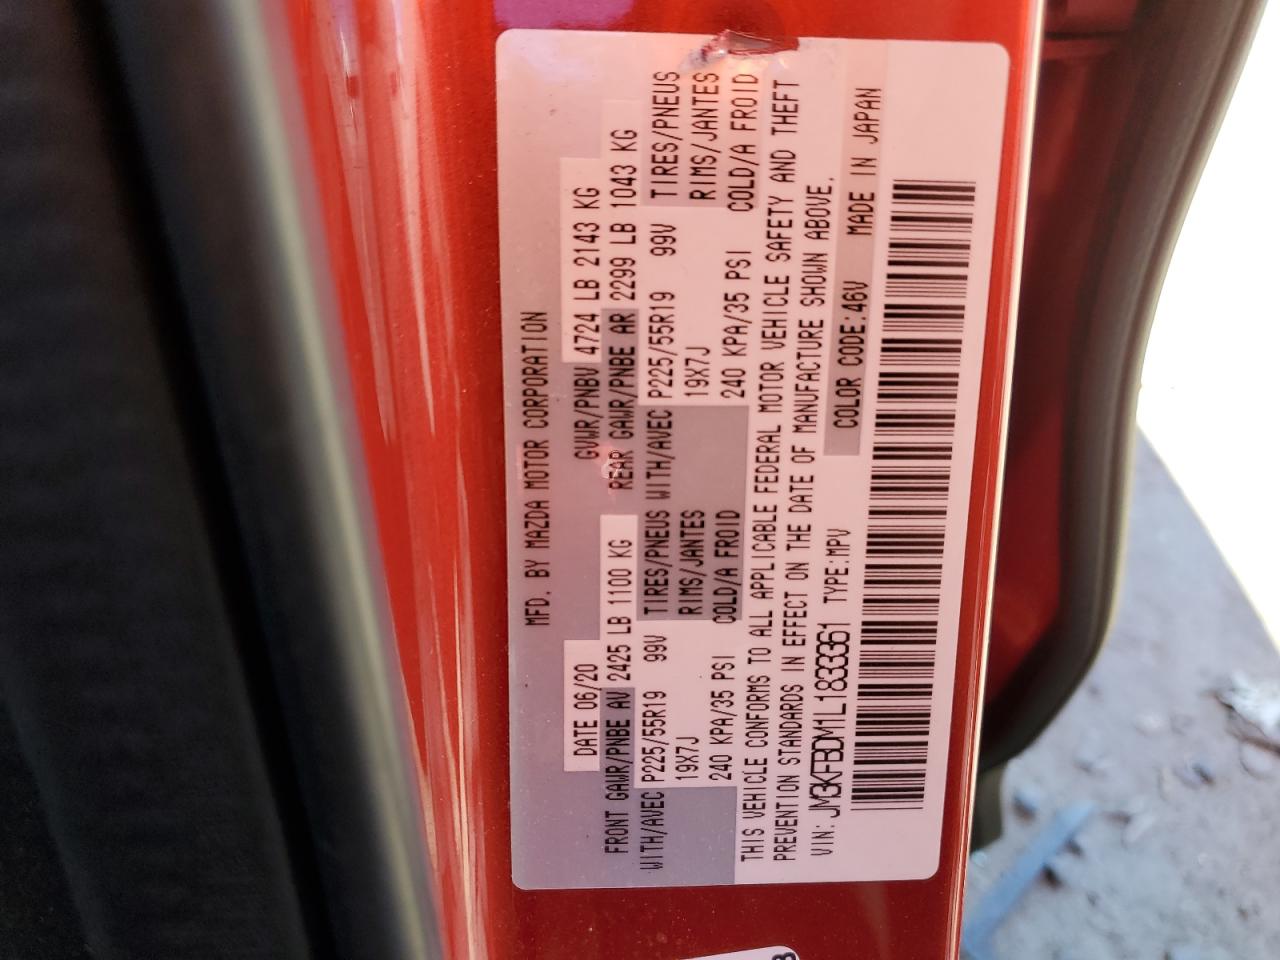 MFD. BY MAZDA MOTOR CORPORATION
DATE 06/20 GVWR/PNBV 4724 LB 2143 KG
FRONT GAWR/PNBE AV 2425 LB 1100 KG REAR GAWR/PNBE AR 2299 LB 1043 KG
WITH/AVEC P225/55R19 99V TIRES/PNEUS WITH/AVEC P225/55R19 99V TIRES/PNEUS
19X7J RIMS/JANTES 19X7J RIMS/JANTES
240 KPA/35 PSI COLD/A FROID 240 KPA/35 PSI COLD/A FROID
THIS VEHICLE CONFORMS TO ALL APPLICABLE FEDERAL MOTOR VEHICLE SAFETY AND THEFT
PREVENTION STANDARDS IN EFFECT ON THE DATE OF MANUFACTURE SHOWN ABOVE.
VIN: JM3KFBDM1L1833361 TYPE:MPV COLOR CODE:46V MADE IN JAPAN